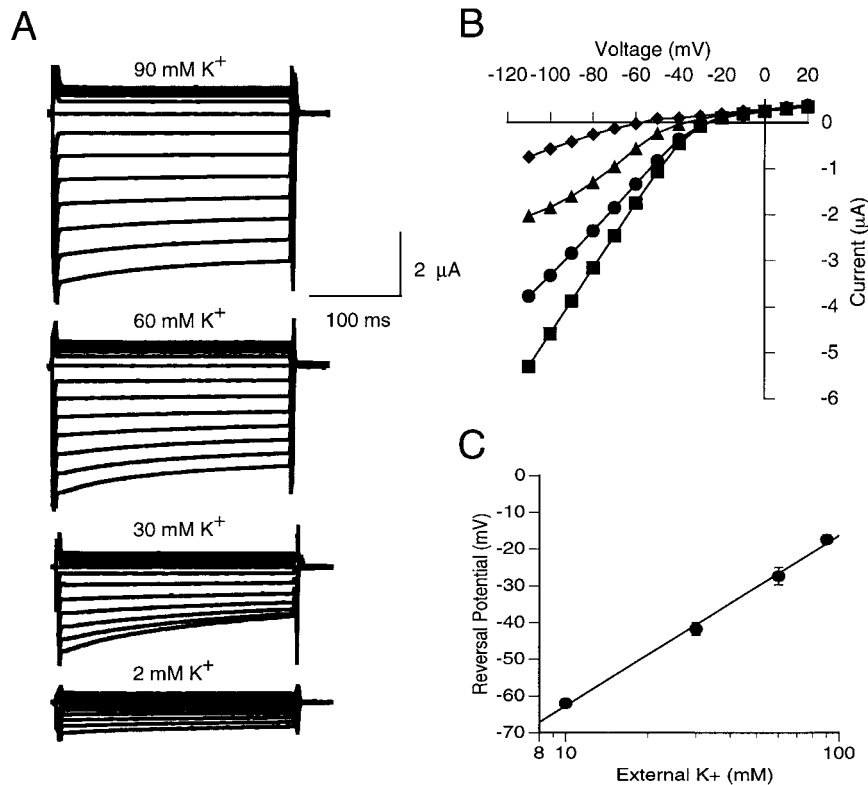 A
90 mM K+
2 μA
100 ms
60 mM K+
30 mM K+
2 mM K+
B
Voltage (mV)
-120 -100 -80 -60 -40 -20 0 20
0
-1
-2
-3
-4
-5
-6
Current (μA)
C
0
-10
-20
-30
-40
-50
-60
-70
Reversal Potential (mV)
8 10 100
External K+ (mM)